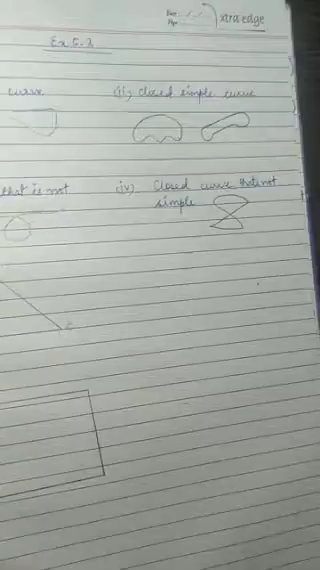 xtra-edge
Ex 5.2
curve (ii) closed simple curve
that is not (iv) Closed curve that not
simple